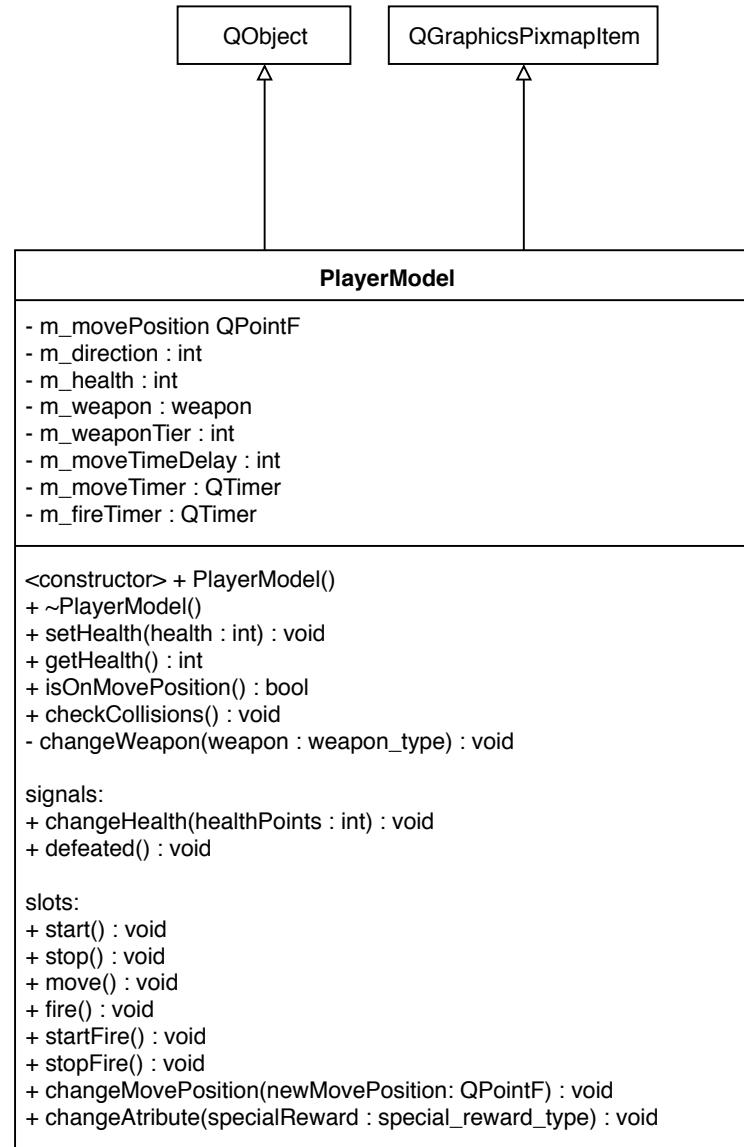 QObject
QGraphicsPixmapItem
PlayerModel
- m_movePosition QPointF
- m_direction : int
- m_health : int
- m_weapon : weapon
- m_weaponTier : int
- m_moveTimeDelay : int
- m_moveTimer : QTimer
- m_fireTimer : QTimer
<constructor> + PlayerModel()
+ ~PlayerModel()
+ setHealth(health : int) : void
+ getHealth() : int
+ isOnMovePosition() : bool
+ checkCollisions() : void
- changeWeapon(weapon : weapon_type) : void
signals:
+ changeHealth(healthPoints : int) : void
+ defeated() : void
slots:
+ start() : void
+ stop() : void
+ move() : void
+ fire() : void
+ startFire() : void
+ stopFire() : void
+ changeMovePosition(newMovePosition: QPointF) : void
+ changeAtribute(specialReward : special_reward_type) : void